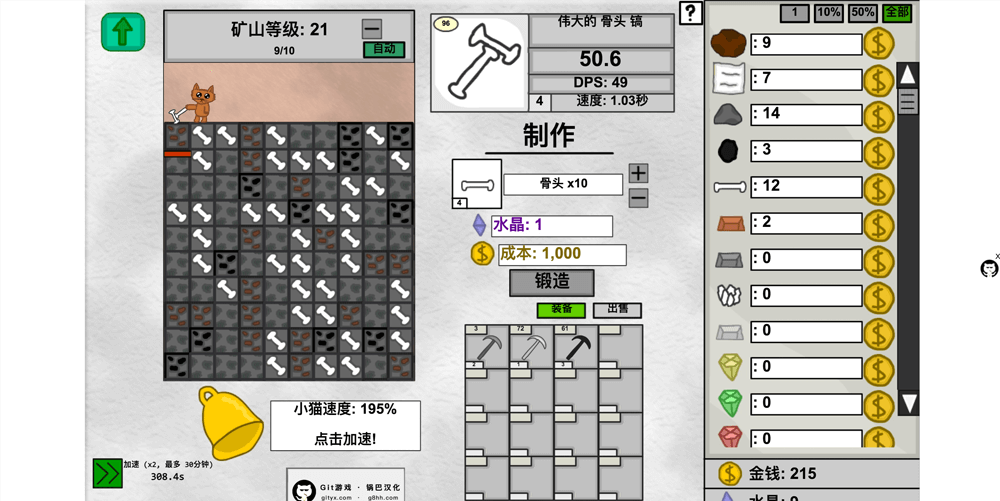 矿山等级: 21
9/10
自动
96
伟大的 骨头 镐
50.6
DPS: 49
4
速度: 1.03秒
?
制作
骨头 x10
4
水晶: 1
成本: 1,000
锻造
装备
出售
3
72
61
2
1
3
小猫速度: 195%
点击加速!
加速 (x2, 最多 30分钟)
308.4s
Git游戏 · 锅巴汉化
gityx.com · g8hh.com
1
10%
50%
全部
: 9
: 7
: 14
: 3
: 12
: 2
: 0
: 0
: 0
: 0
: 0
: 0
金钱: 215
水晶: 0
x